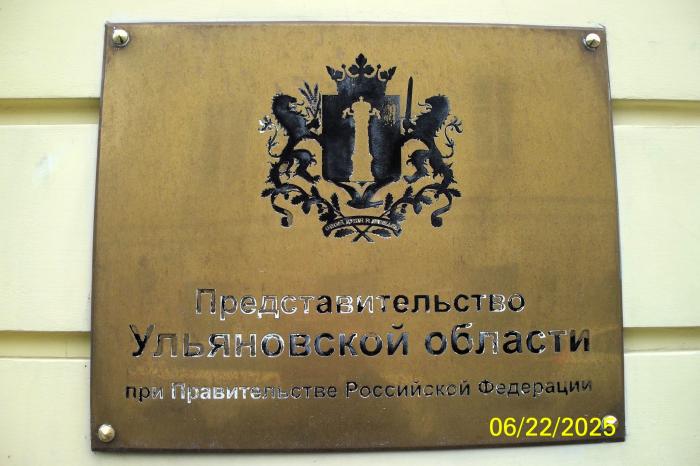 Представительство
Ульяновской области
при Правительстве Российской Федерации
06/22/2025